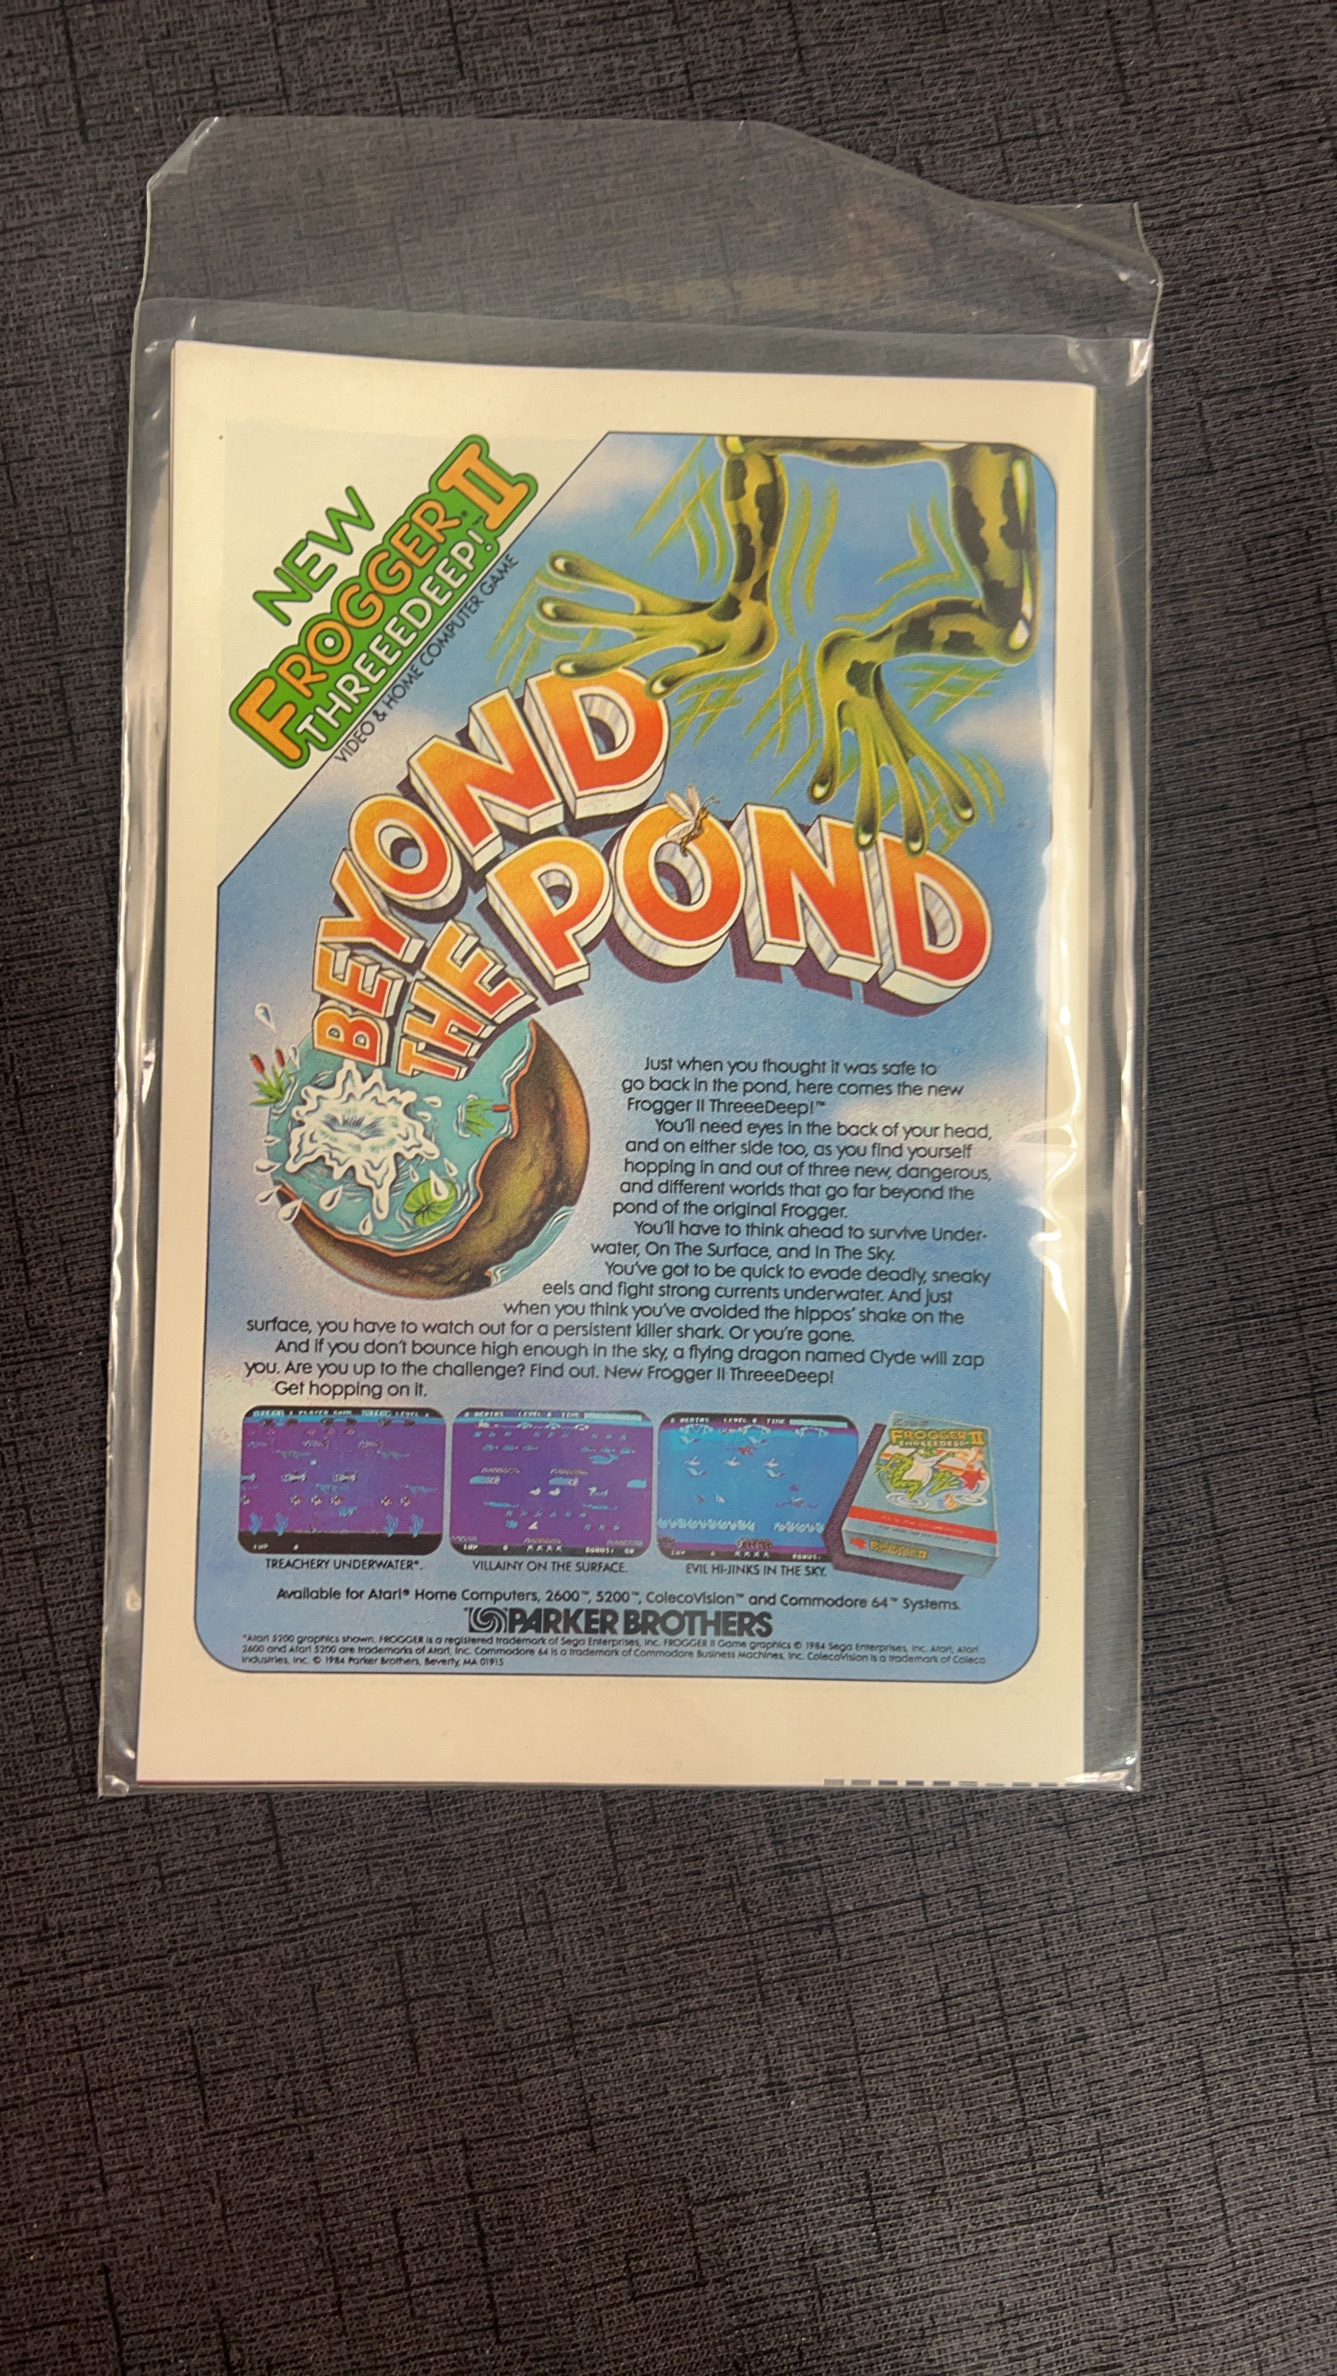 NEW
FROGGER II
THREEEDEEP!
VIDEO & HOME COMPUTER GAME
BEYOND
THE POND
Just when you thought it was safe to
go back in the pond, here comes the new
Frogger II ThreeeDeep!™
You'll need eyes in the back of your head,
and on either side too, as you find yourself
hopping in and out of three new, dangerous,
and different worlds that go far beyond the
pond of the original Frogger.
You'll have to think ahead to survive Under-
water, On The Surface, and In The Sky.
You've got to be quick to evade deadly, sneaky
eels and fight strong currents underwater. And just
when you think you've avoided the hippos' shake on the
surface, you have to watch out for a persistent killer shark. Or you're gone.
And if you don't bounce high enough in the sky, a flying dragon named Clyde will zap
you. Are you up to the challenge? Find out. New Frogger II ThreeeDeep!
Get hopping on it.
FROGGER II
THREEEDEEP!
FROGGER II
TREACHERY UNDERWATER*.
VILLAINY ON THE SURFACE.
EVIL HI-JINKS IN THE SKY.
Available for Atari® Home Computers, 2600™, 5200™, ColecoVision™ and Commodore 64™ Systems.
PARKER BROTHERS
*Atari 5200 graphics shown. FROGGER is a registered trademark of Sega Enterprises, Inc. FROGGER II Game graphics © 1984 Sega Enterprises, Inc. Atari, Atari
2600 and Atari 5200 are trademarks of Atari, Inc. Commodore 64 is a trademark of Commodore Business Machines, Inc. ColecoVision is a trademark of Coleco
Industries, Inc. © 1984 Parker Brothers, Beverly, MA 01915